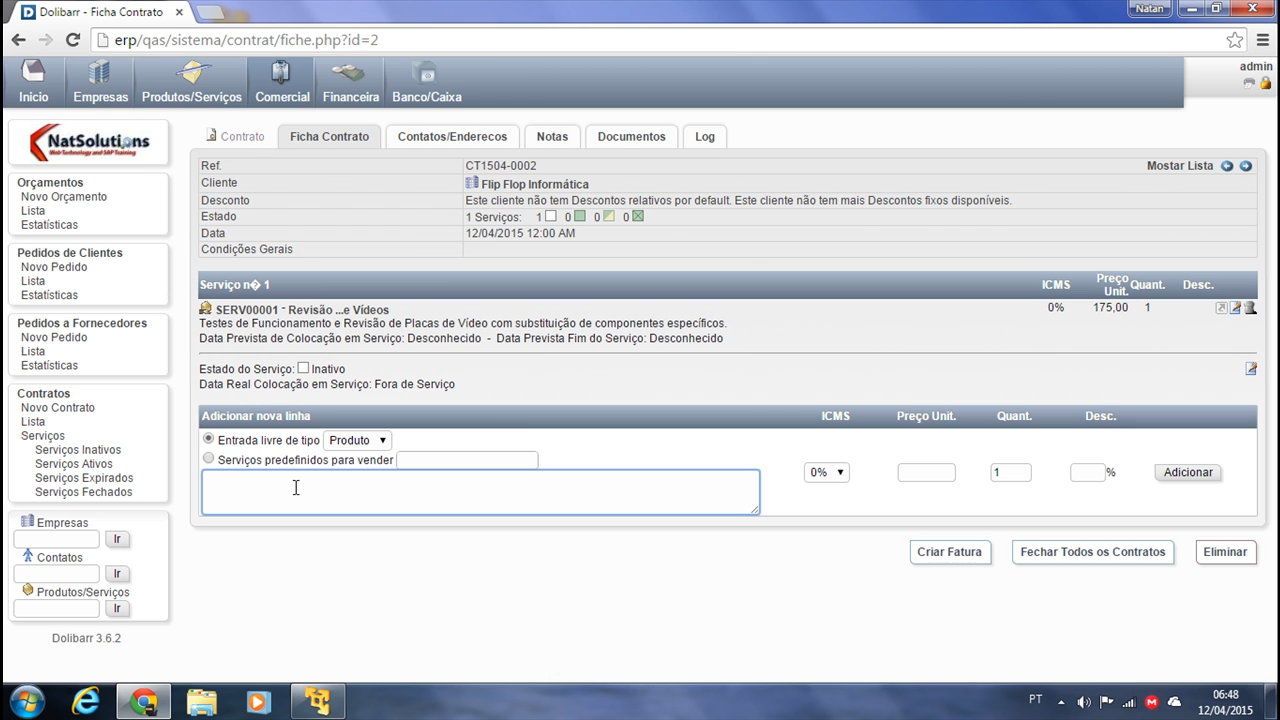 Dolibarr - Ficha Contrato
Natan
erp/qas/sistema/contrat/fiche.php?id=2
Inicio
Empresas
Produtos/Serviços
Comercial
Financeira
Banco/Caixa
admin
NatSolutions
Web Technology and SAP Training
Orçamentos
Novo Orçamento
Lista
Estatísticas
Pedidos de Clientes
Novo Pedido
Lista
Estatísticas
Pedidos a Fornecedores
Novo Pedido
Lista
Estatísticas
Contratos
Novo Contrato
Lista
Serviços
Serviços Inativos
Serviços Ativos
Serviços Expirados
Serviços Fechados
Empresas
Ir
Contatos
Ir
Produtos/Serviços
Ir
Dolibarr 3.6.2
Contrato
Ficha Contrato
Contatos/Enderecos
Notas
Documentos
Log
Ref. CT1504-0002 Mostar Lista
Cliente Flip Flop Informática
Desconto Este cliente não tem Descontos relativos por default. Este cliente não tem mais Descontos fixos disponíveis.
Estado 1 Serviços: 1 0 0 0
Data 12/04/2015 12:00 AM
Condições Gerais
Serviço n� 1 ICMS Preço Unit. Quant. Desc.
SERV00001 - Revisão ...e Vídeos 0% 175,00 1
Testes de Funcionamento e Revisão de Placas de Vídeo com substituição de componentes específicos.
Data Prevista de Colocação em Serviço: Desconhecido - Data Prevista Fim do Serviço: Desconhecido
Estado do Serviço: Inativo
Data Real Colocação em Serviço: Fora de Serviço
Adicionar nova linha ICMS Preço Unit. Quant. Desc.
Entrada livre de tipo Produto
Serviços predefinidos para vender
0% 1 % Adicionar
Criar Fatura
Fechar Todos os Contratos
Eliminar
PT
06:48
12/04/2015